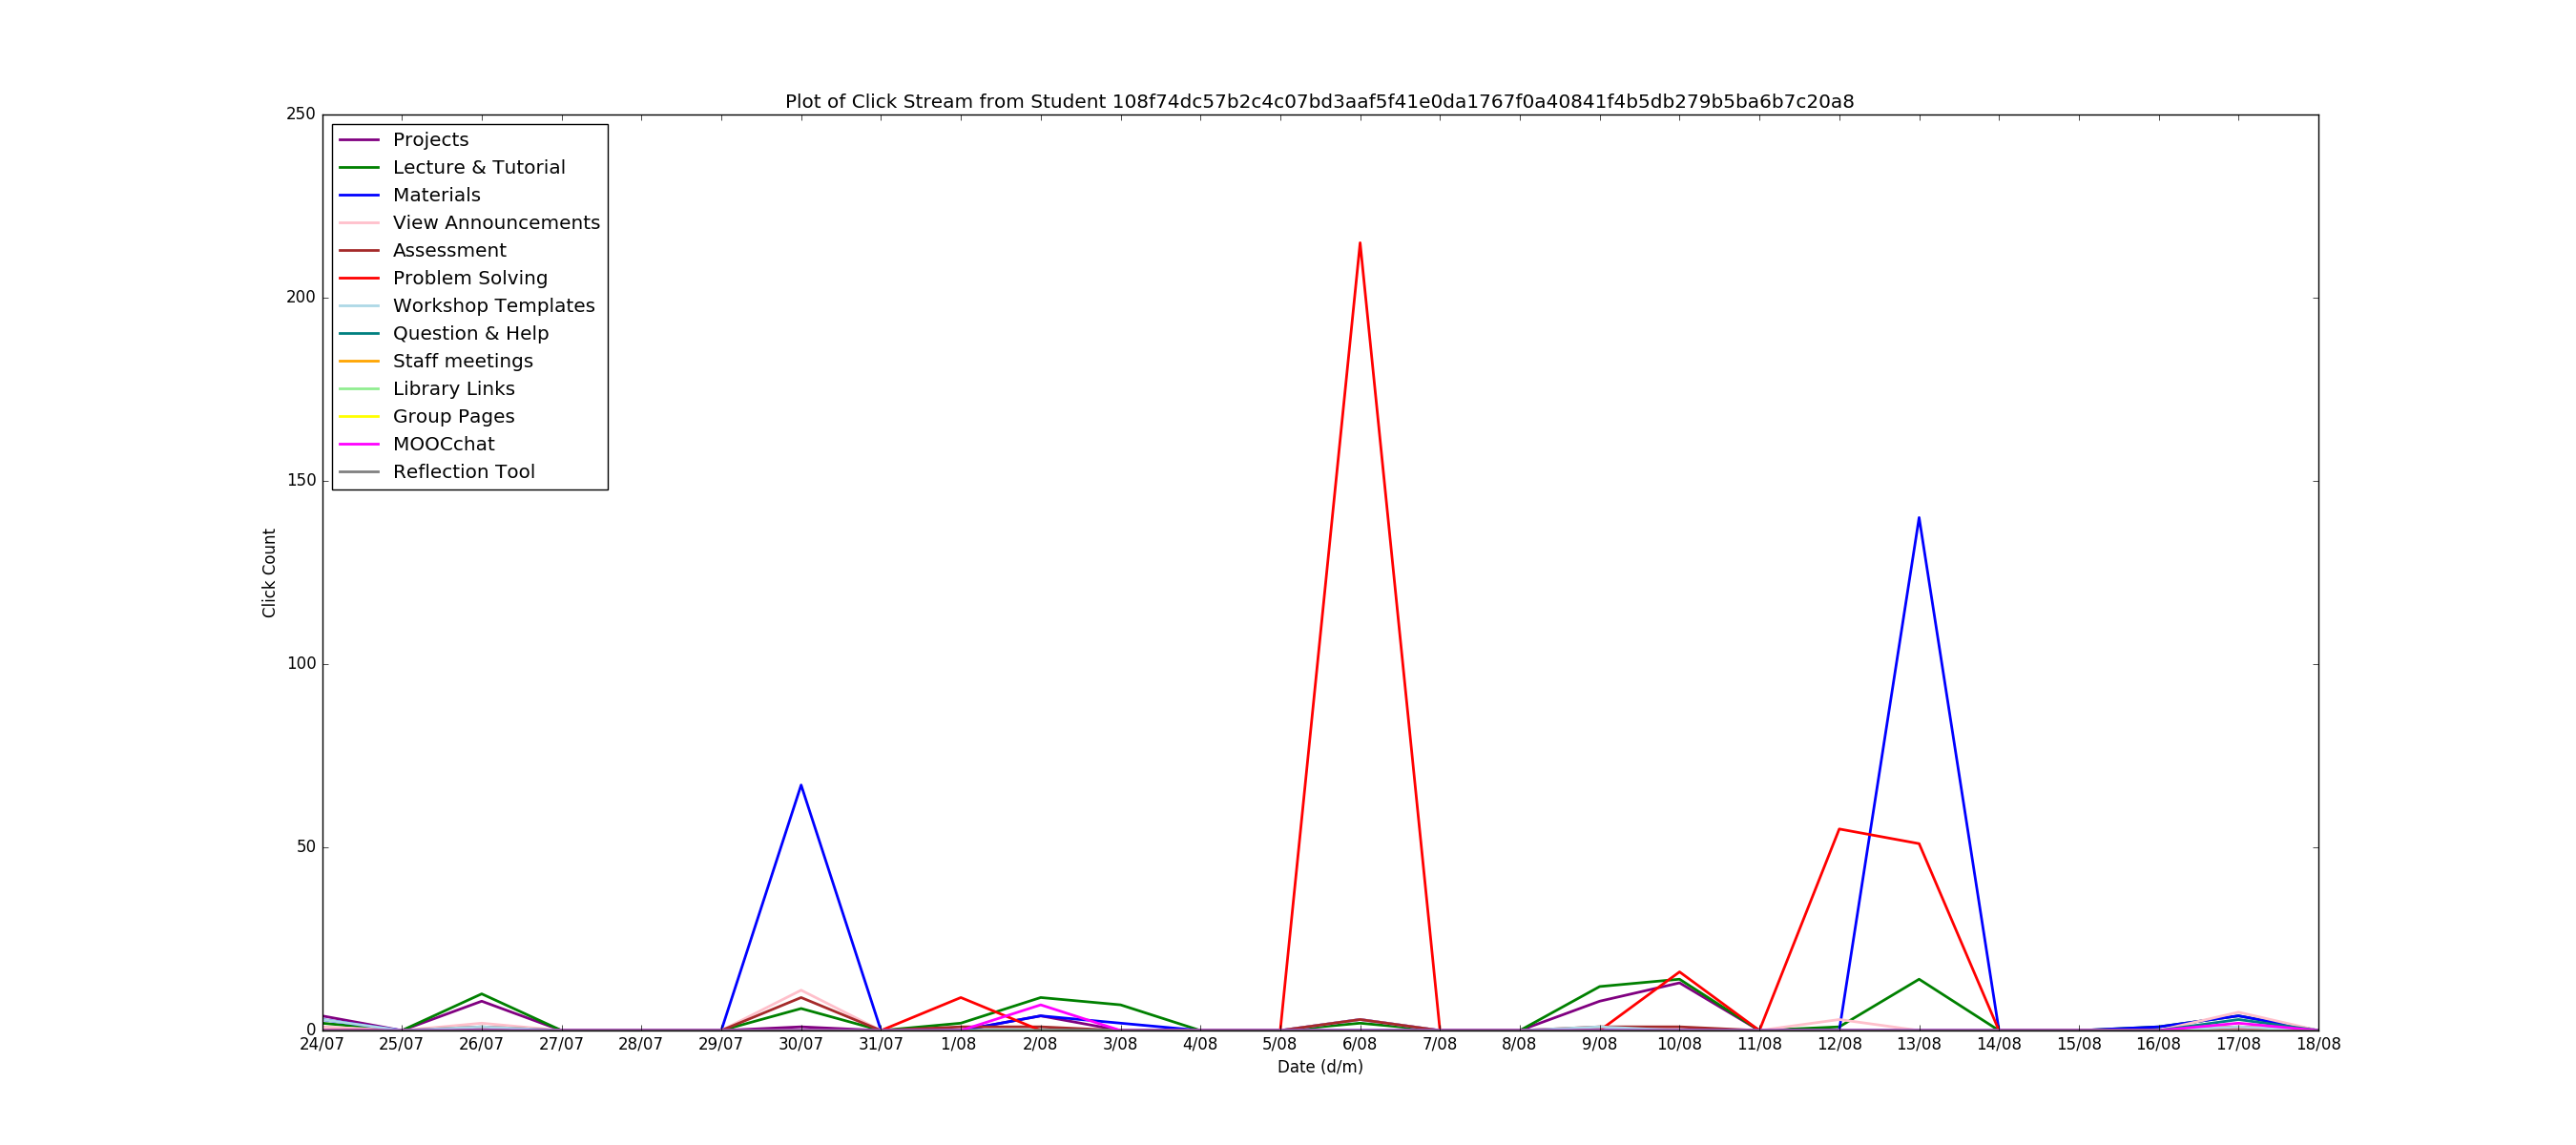 Plot of Click Stream from Student 108f74dc57b2c4c07bd3aaf5f41e0da1767f0a40841f4b5db279b5ba6b7c20a8
250
200
150
100
50
0
Click Count
Projects
Lecture & Tutorial
Materials
View Announcements
Assessment
Problem Solving
Workshop Templates
Question & Help
Staff meetings
Library Links
Group Pages
MOOCchat
Reflection Tool
24/07 25/07 26/07 27/07 28/07 29/07 30/07 31/07 1/08 2/08 3/08 4/08 5/08 6/08 7/08 8/08 9/08 10/08 11/08 12/08 13/08 14/08 15/08 16/08 17/08 18/08
Date (d/m)